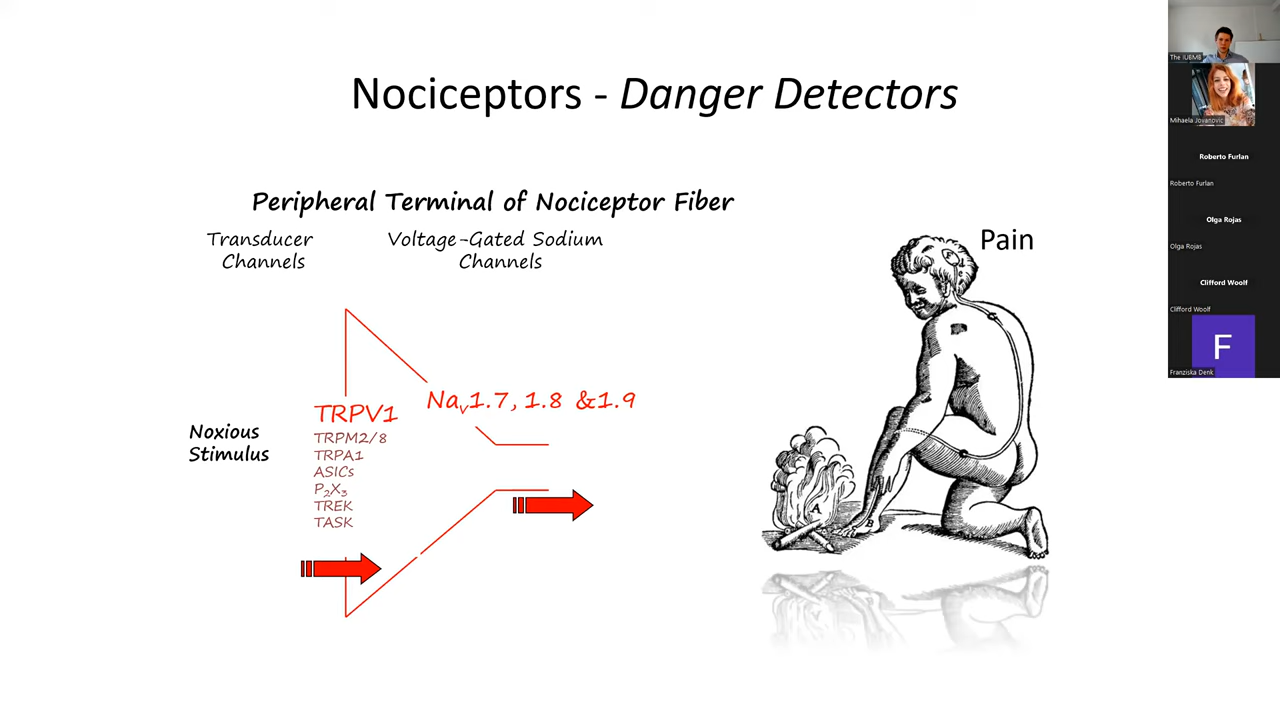 Nociceptors - Danger Detectors
Peripheral Terminal of Nociceptor Fiber
Transducer
Channels
Voltage-Gated Sodium
Channels
Noxious
Stimulus
TRPV1
TRPM2/8
TRPA1
ASICs
P2X3
TREK
TASK
Nav1.7, 1.8 &1.9
Pain
A
B
The IUBMB
Mihaela Jovanovic
Roberto Furlan
Roberto Furlan
Olga Rojas
Olga Rojas
Clifford Woolf
Clifford Woolf
F
Franziska Denk